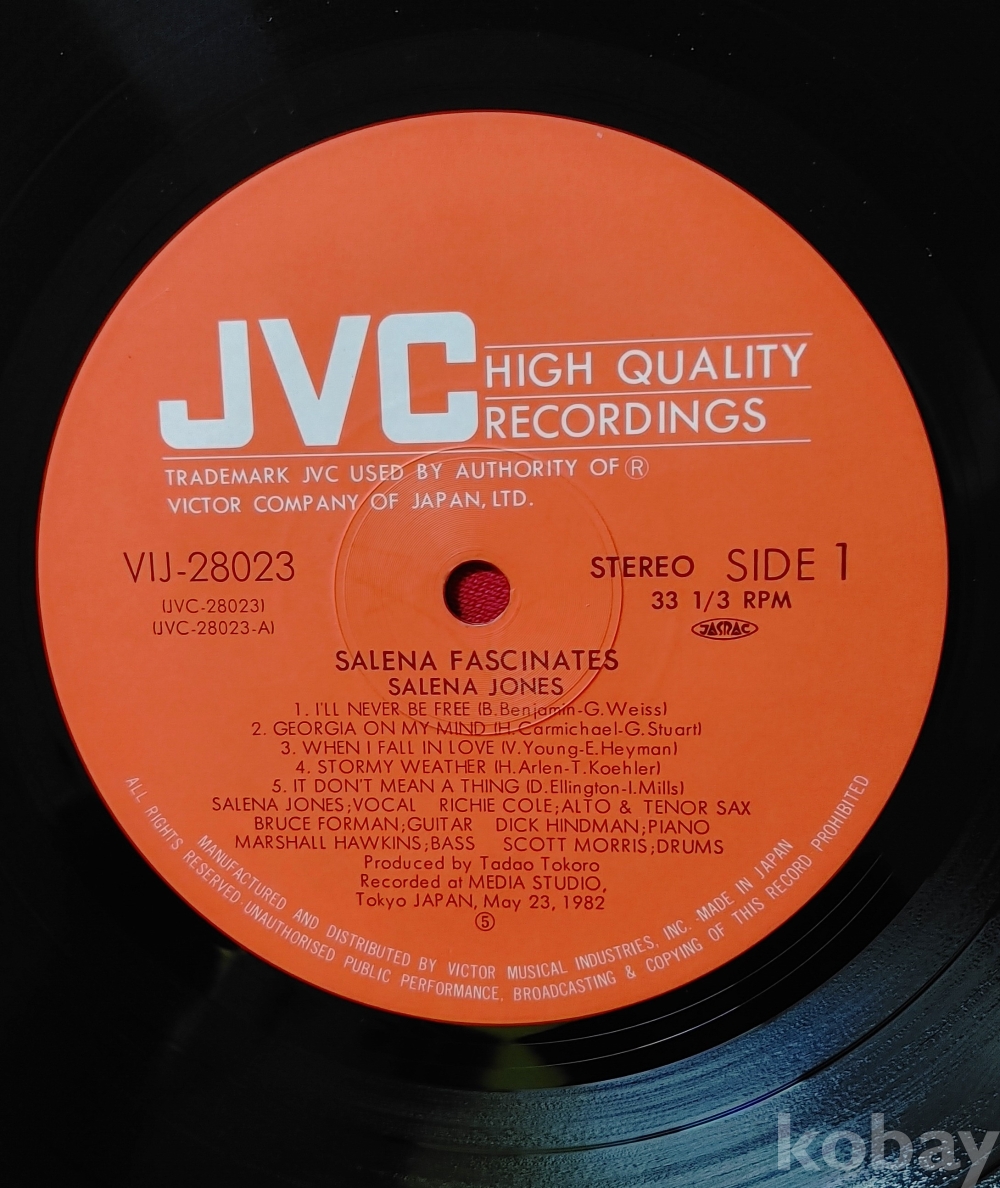 JVC HIGH QUALITY
RECORDINGS
TRADEMARK JVC USED BY AUTHORITY OF Ⓡ
VICTOR COMPANY OF JAPAN, LTD.
VIJ-28023
(JVC-28023)
(JVC-28023-A)
STEREO SIDE 1
33 1/3 RPM
JASRAC
SALENA FASCINATES
SALENA JONES
1. I'LL NEVER BE FREE (B.Benjamin-G.Weiss)
2. GEORGIA ON MY MIND (H.Carmichael-G.Stuart)
3. WHEN I FALL IN LOVE (V.Young-E.Heyman)
4. STORMY WEATHER (H.Arlen-T.Koehler)
5. IT DON'T MEAN A THING (D.Ellington-I.Mills)
SALENA JONES;VOCAL RICHIE COLE;ALTO & TENOR SAX
BRUCE FORMAN;GUITAR DICK HINDMAN;PIANO
MARSHALL HAWKINS;BASS SCOTT MORRIS;DRUMS
Produced by Tadao Tokoro
Recorded at MEDIA STUDIO,
Tokyo JAPAN, May 23, 1982
⑤
MANUFACTURED AND DISTRIBUTED BY VICTOR MUSICAL INDUSTRIES, INC. MADE IN JAPAN
ALL RIGHTS RESERVED·UNAUTHORISED PUBLIC PERFORMANCE, BROADCASTING & COPYING OF THIS RECORD PROHIBITED
kobay